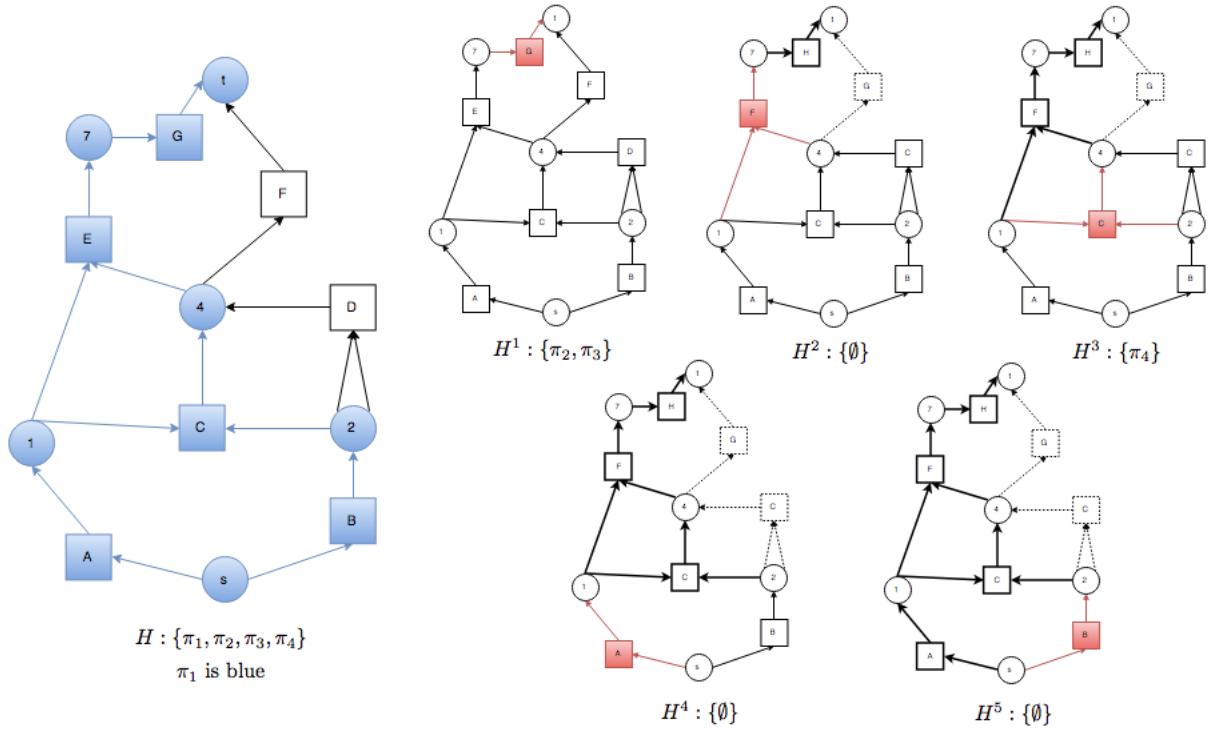 t
7 G
F
E
4 D
1 C 2
B
A
s
H : {π₁, π₂, π₃, π₄}
π₁ is blue
t
7 G
F
E
4 D
1 C 2
B
A
s
H¹ : {π₂, π₃}
t
7 H
G
F
4 C
1 C 2
B
A
s
H² : {∅}
t
7 H
G
F
4 C
1 C 2
B
A
s
H³ : {π₄}
t
7 H
G
F
4 C
1 C 2
B
A
s
H⁴ : {∅}
t
7 H
G
F
4 C
1 C 2
B
A
s
H⁵ : {∅}